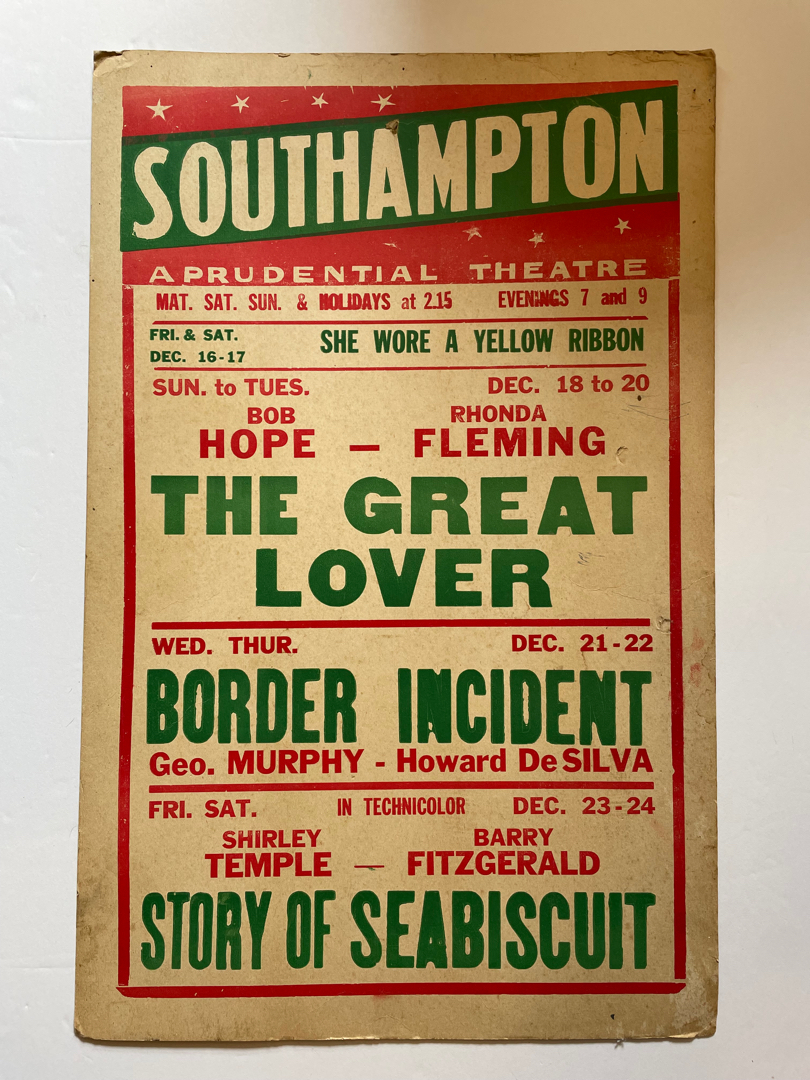 SOUTHAMPTON
A PRUDENTIAL THEATRE
MAT. SAT. SUN. & HOLIDAYS at 2.15 EVENINGS 7 and 9
FRI. & SAT.
DEC. 16-17
SHE WORE A YELLOW RIBBON
SUN. to TUES. DEC. 18 to 20
BOB RHONDA
HOPE — FLEMING
THE GREAT
LOVER
WED. THUR. DEC. 21-22
BORDER INCIDENT
Geo. MURPHY - Howard De SILVA
FRI. SAT. IN TECHNICOLOR DEC. 23-24
SHIRLEY BARRY
TEMPLE — FITZGERALD
STORY OF SEABISCUIT